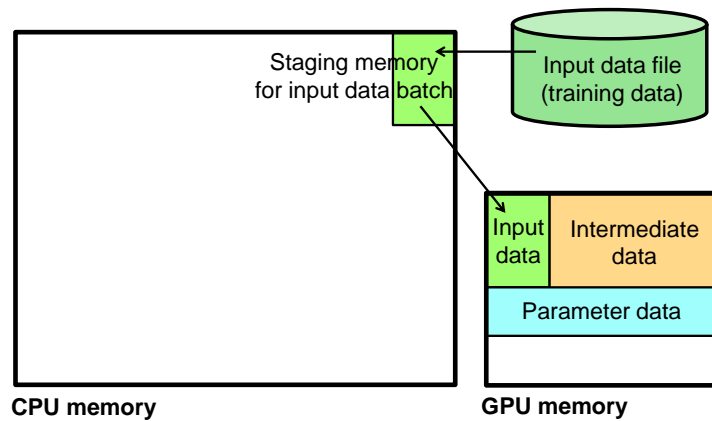 Staging memory
for input data batch
Input data file
(training data)
Input
data
Intermediate
data
Parameter data
CPU memory
GPU memory